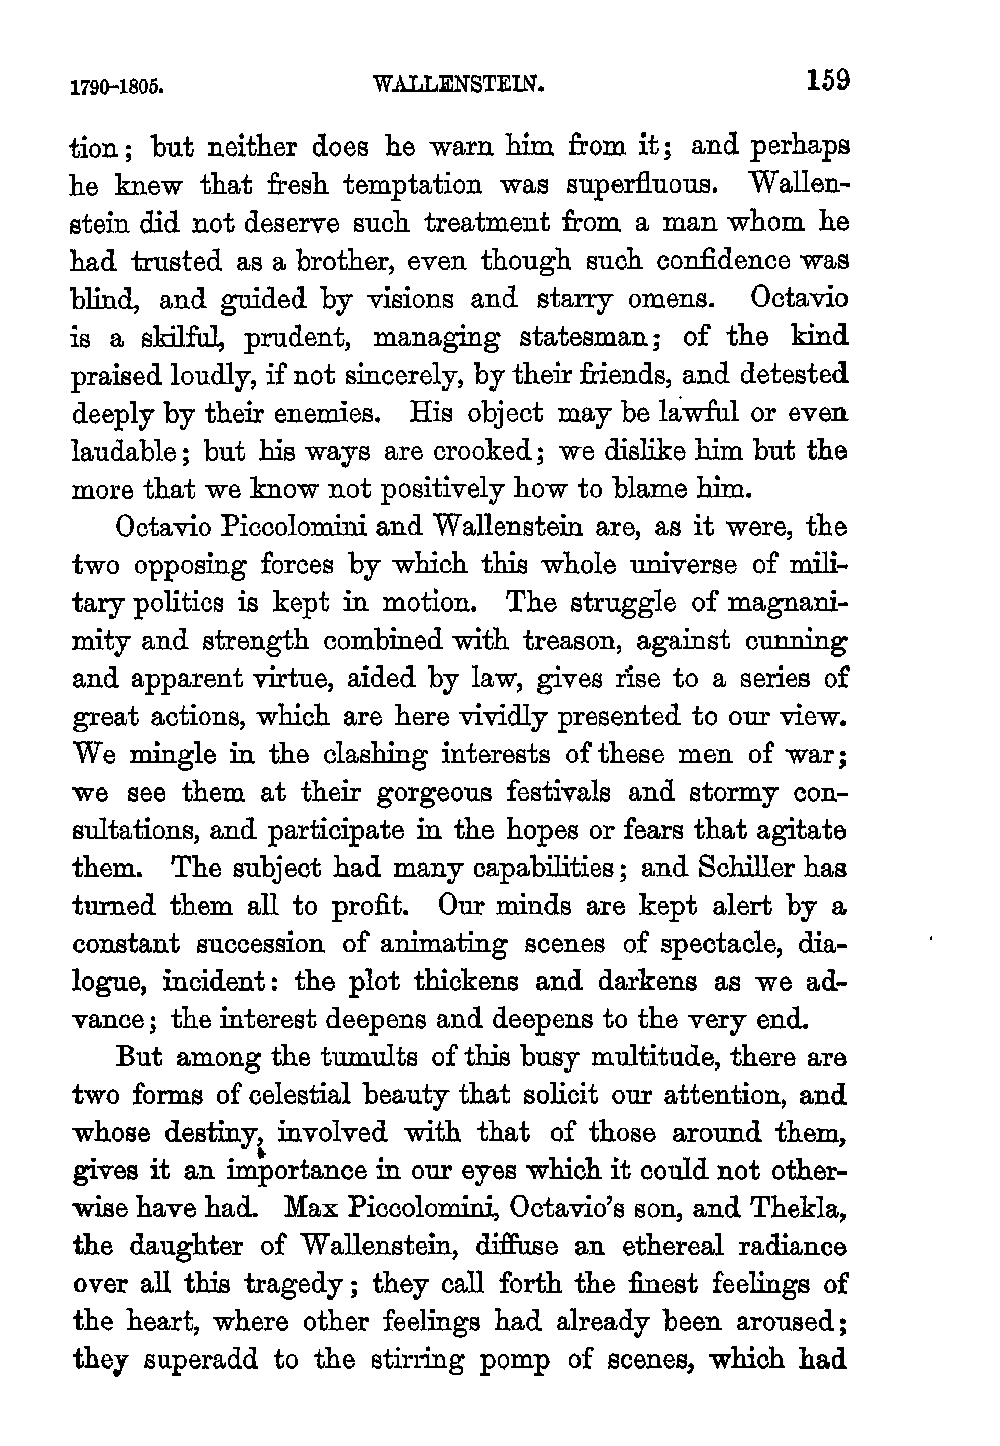 1790-1805. WALLENSTEIN. 159
tion; but neither does he warn him from it; and perhaps
he knew that fresh temptation was superfluous. Wallen-
stein did not deserve such treatment from a man whom he
had trusted as a brother, even though such confidence was
blind, and guided by visions and starry omens. Octavio
is a skilful, prudent, managing statesman; of the kind
praised loudly, if not sincerely, by their friends, and detested
deeply by their enemies. His object may be lawful or even
laudable; but his ways are crooked; we dislike him but the
more that we know not positively how to blame him.
Octavio Piccolomini and Wallenstein are, as it were, the
two opposing forces by which this whole universe of mili-
tary politics is kept in motion. The struggle of magnani-
mity and strength combined with treason, against cunning
and apparent virtue, aided by law, gives rise to a series of
great actions, which are here vividly presented to our view.
We mingle in the clashing interests of these men of war;
we see them at their gorgeous festivals and stormy con-
sultations, and participate in the hopes or fears that agitate
them. The subject had many capabilities; and Schiller has
turned them all to profit. Our minds are kept alert by a
constant succession of animating scenes of spectacle, dia-
logue, incident: the plot thickens and darkens as we ad-
vance; the interest deepens and deepens to the very end.
But among the tumults of this busy multitude, there are
two forms of celestial beauty that solicit our attention, and
whose destiny, involved with that of those around them,
gives it an importance in our eyes which it could not other-
wise have had. Max Piccolomini, Octavio's son, and Thekla,
the daughter of Wallenstein, diffuse an ethereal radiance
over all this tragedy; they call forth the finest feelings of
the heart, where other feelings had already been aroused;
they superadd to the stirring pomp of scenes, which had